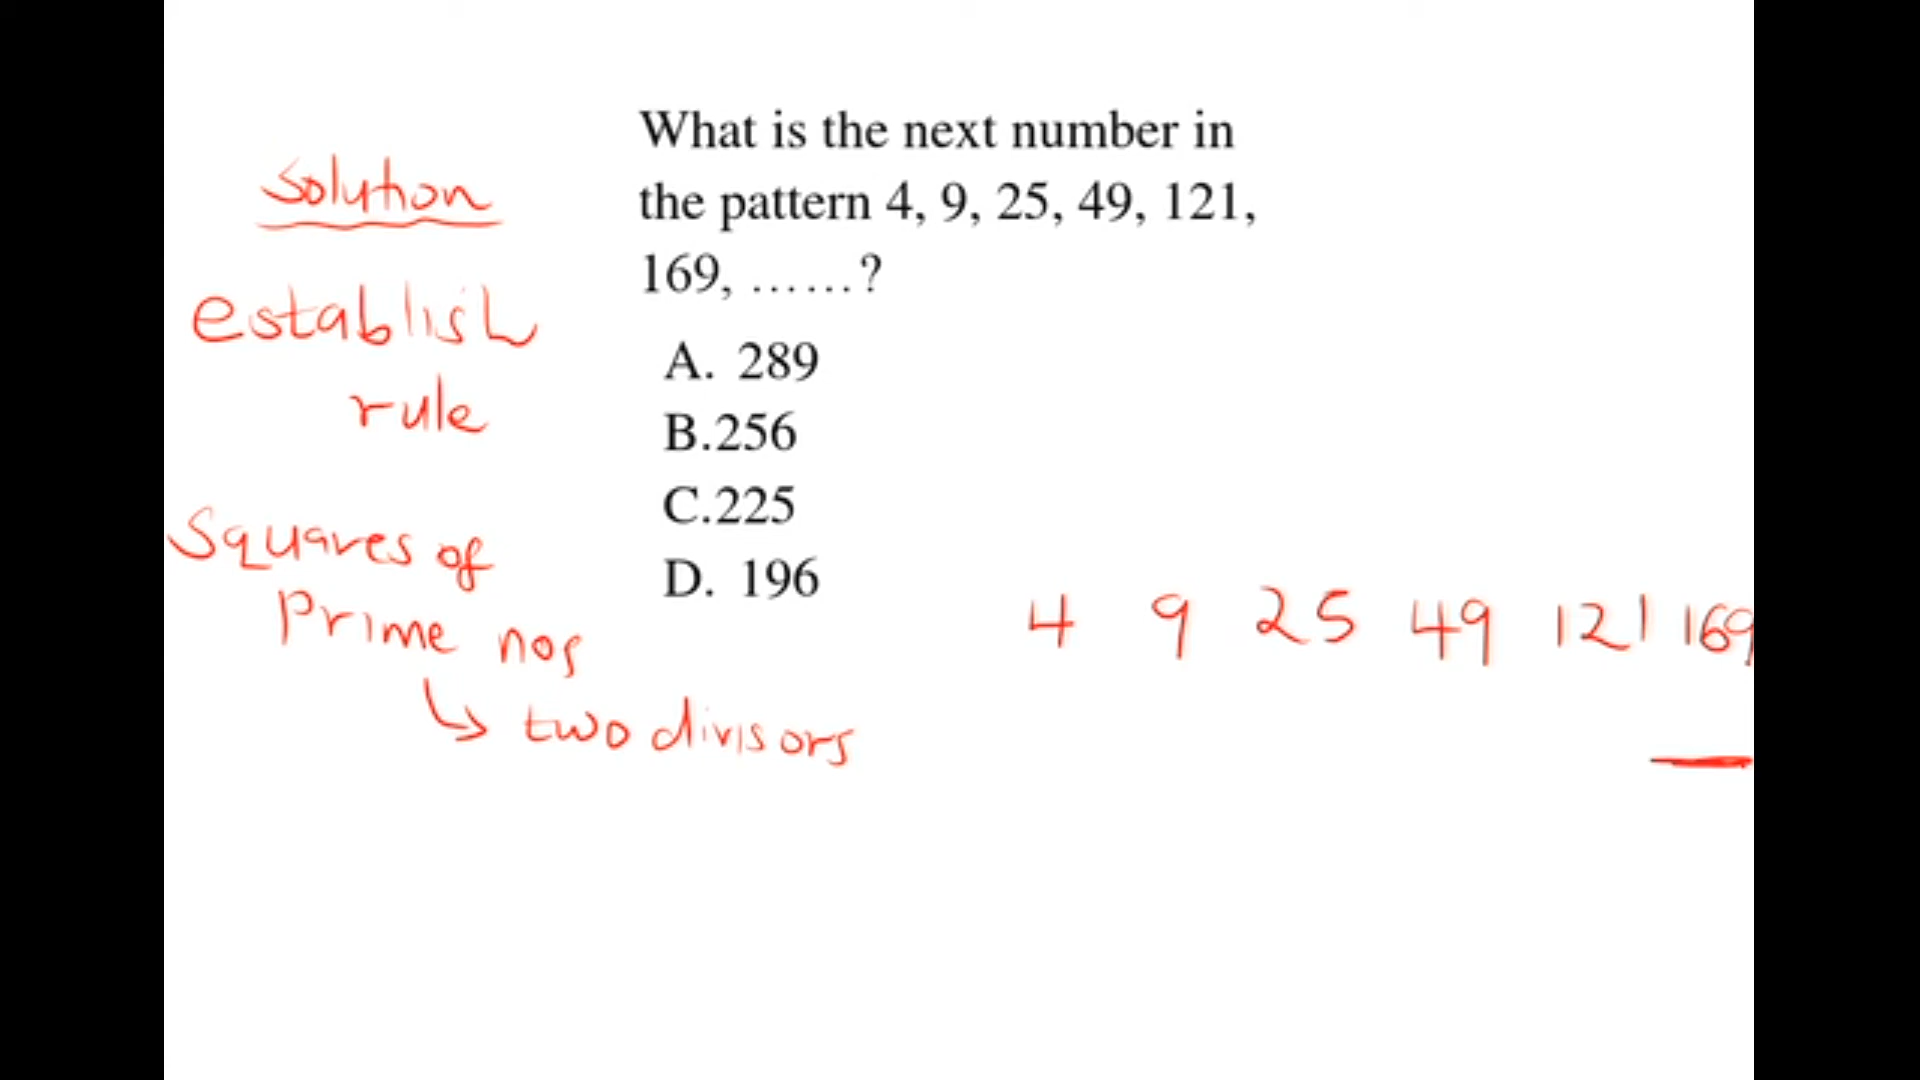 What is the next number in
the pattern 4, 9, 25, 49, 121,
169, ......?
A. 289
B.256
C.225
D. 196
Solution
establish
rule
Squares of
Prime nos
↳ two divisors
4 9 25 49 121 169